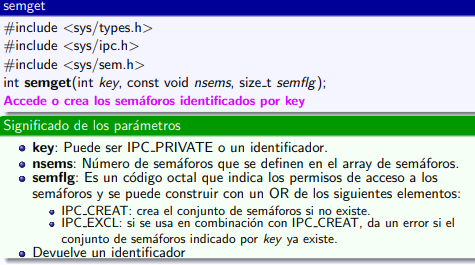 semget
#include <sys/types.h>
#include <sys/ipc.h>
#include <sys/sem.h>
int semget(int key, const void nsems, size_t semflg);
Accede o crea los semáforos identificados por key
Significado de los parámetros
key: Puede ser IPC_PRIVATE o un identificador.
nsems: Número de semáforos que se definen en el array de semáforos.
semflg: Es un código octal que indica los permisos de acceso a los
semáforos y se puede construir con un OR de los siguientes elementos:
IPC_CREAT: crea el conjunto de semáforos si no existe.
IPC_EXCL: si se usa en combinación con IPC_CREAT, da un error si el
conjunto de semáforos indicado por key ya existe.
Devuelve un identificador